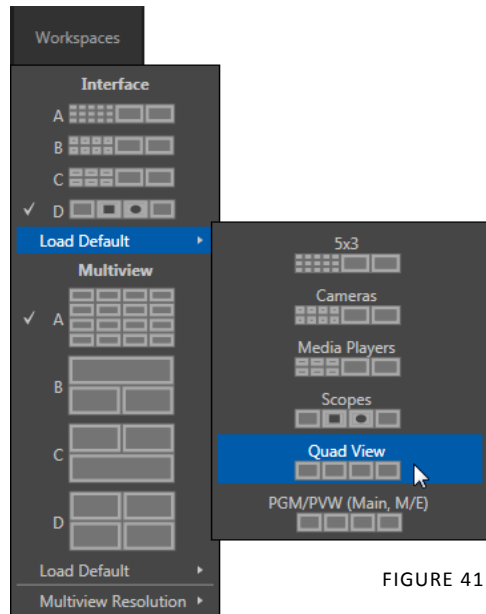 Workspaces
Interface
A
B
C
✓ D
Load Default
Multiview
✓ A
B
C
D
Load Default
Multiview Resolution
5x3
Cameras
Media Players
Scopes
Quad View
PGM/PVW (Main, M/E)
FIGURE 41